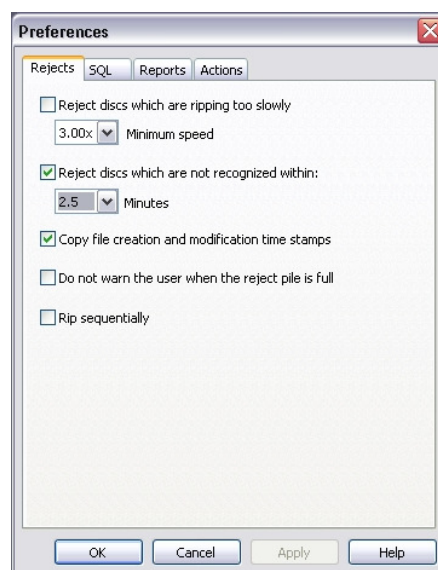 Preferences
Rejects SQL Reports Actions
Reject discs which are ripping too slowly
3.00x Minimum speed
Reject discs which are not recognized within:
2.5 Minutes
Copy file creation and modification time stamps
Do not warn the user when the reject pile is full
Rip sequentially
OK Cancel Apply Help